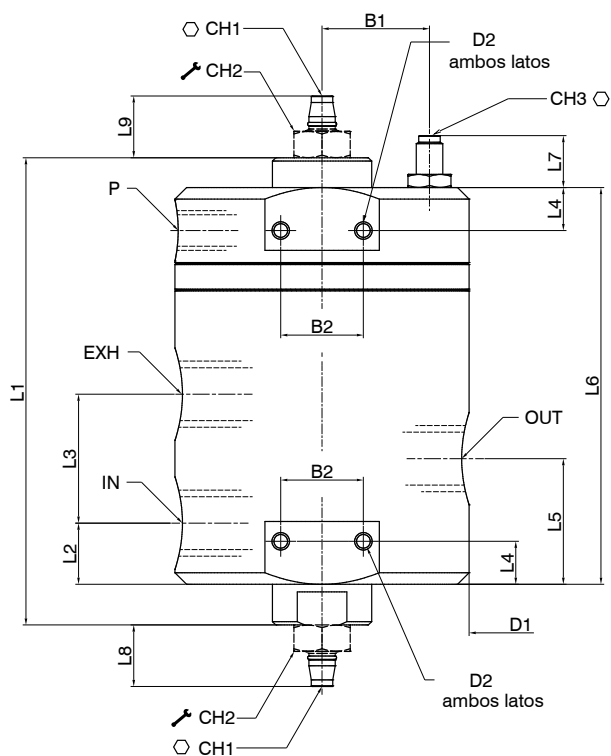 CH1
B1
D2
ambos latos
CH2
CH3
L9
L7
P
L4
B2
EXH
L1
L6
OUT
L3
IN
B2
L5
L2
L4
D1
L8
D2
ambos latos
CH2
CH1